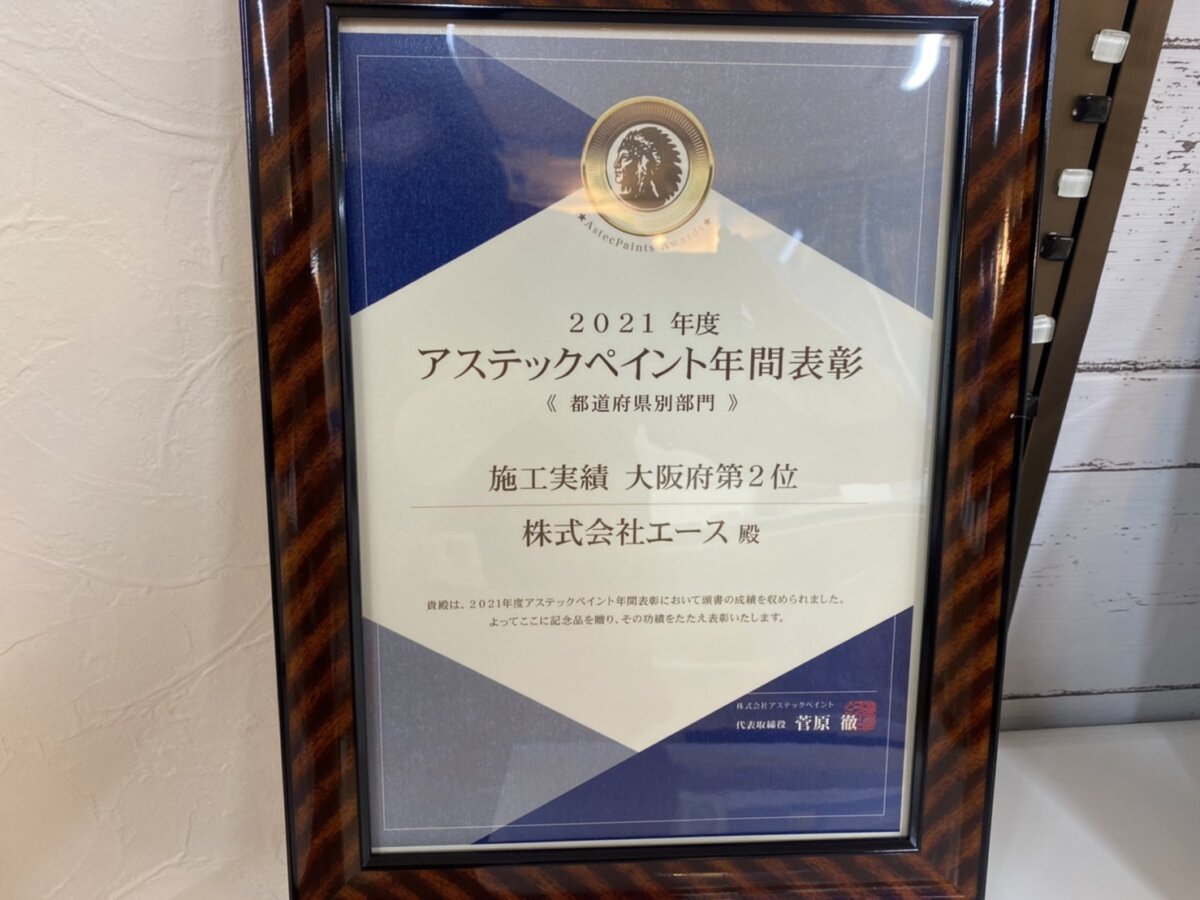 ★AstecPaints Awards★
2021 年度
アステックペイント年間表彰
《 都道府県別部門 》
施工実績 大阪府第2位
株式会社エース 殿
貴殿は、2021年度アステックペイント年間表彰において頭書の成績を収められました。
よってここに記念品を贈り、その功績をたたえ表彰いたします。
株式会社アステックペイント
代表取締役 菅原 徹